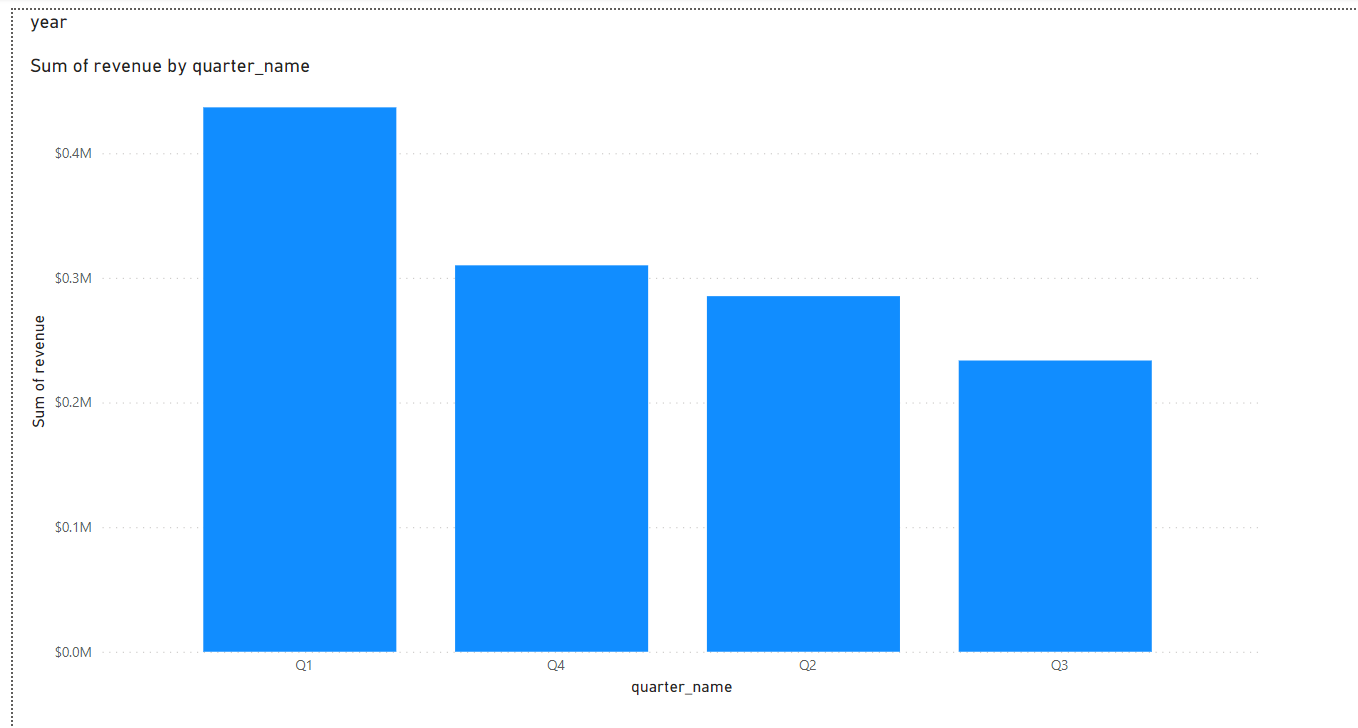 year
Sum of revenue by quarter_name
$0.4M
$0.3M
$0.2M
$0.1M
$0.0M
Sum of revenue
Q1 Q4 Q2 Q3
quarter_name